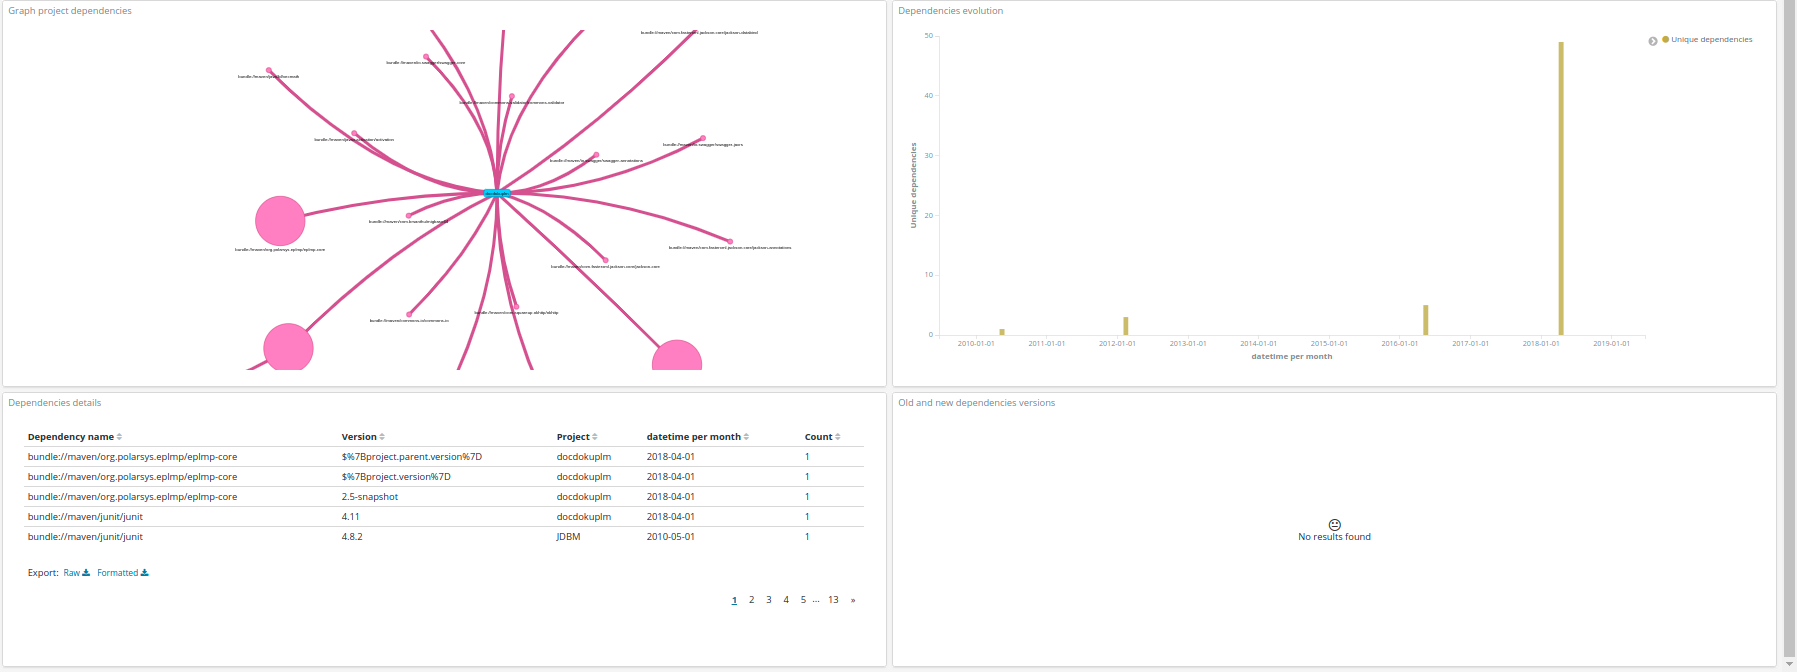 Graph project dependencies
bundle://maven/com.fasterxml.jackson.core/jackson-databind
bundle://maven/io.swagger/swagger-core
bundle://maven/commons-validator/commons-validator
bundle://maven/io.swagger/swagger-jaxrs
bundle://maven/io.swagger/swagger-annotations
docdokuplm
bundle://maven/org.polarsys.eplmp/eplmp-core
bundle://maven/com.fasterxml.jackson.core/jackson-annotations
bundle://maven/com.fasterxml.jackson.core/jackson-core
bundle://maven/com.squareup.okhttp/okhttp
bundle://maven/commons-io/commons-io
Dependencies evolution
50
40
30
20
10
0
Unique dependencies
2010-01-01 2011-01-01 2012-01-01 2013-01-01 2014-01-01 2015-01-01 2016-01-01 2017-01-01 2018-01-01 2019-01-01
datetime per month
Unique dependencies
Dependencies details
Dependency name Version Project datetime per month Count
bundle://maven/org.polarsys.eplmp/eplmp-core $%7Bproject.parent.version%7D docdokuplm 2018-04-01 1
bundle://maven/org.polarsys.eplmp/eplmp-core $%7Bproject.version%7D docdokuplm 2018-04-01 1
bundle://maven/org.polarsys.eplmp/eplmp-core 2.5-snapshot docdokuplm 2018-04-01 1
bundle://maven/junit/junit 4.11 docdokuplm 2018-04-01 1
bundle://maven/junit/junit 4.8.2 JDBM 2010-05-01 1
Export: Raw Formatted
1 2 3 4 5 ... 13 »
Old and new dependencies versions
No results found